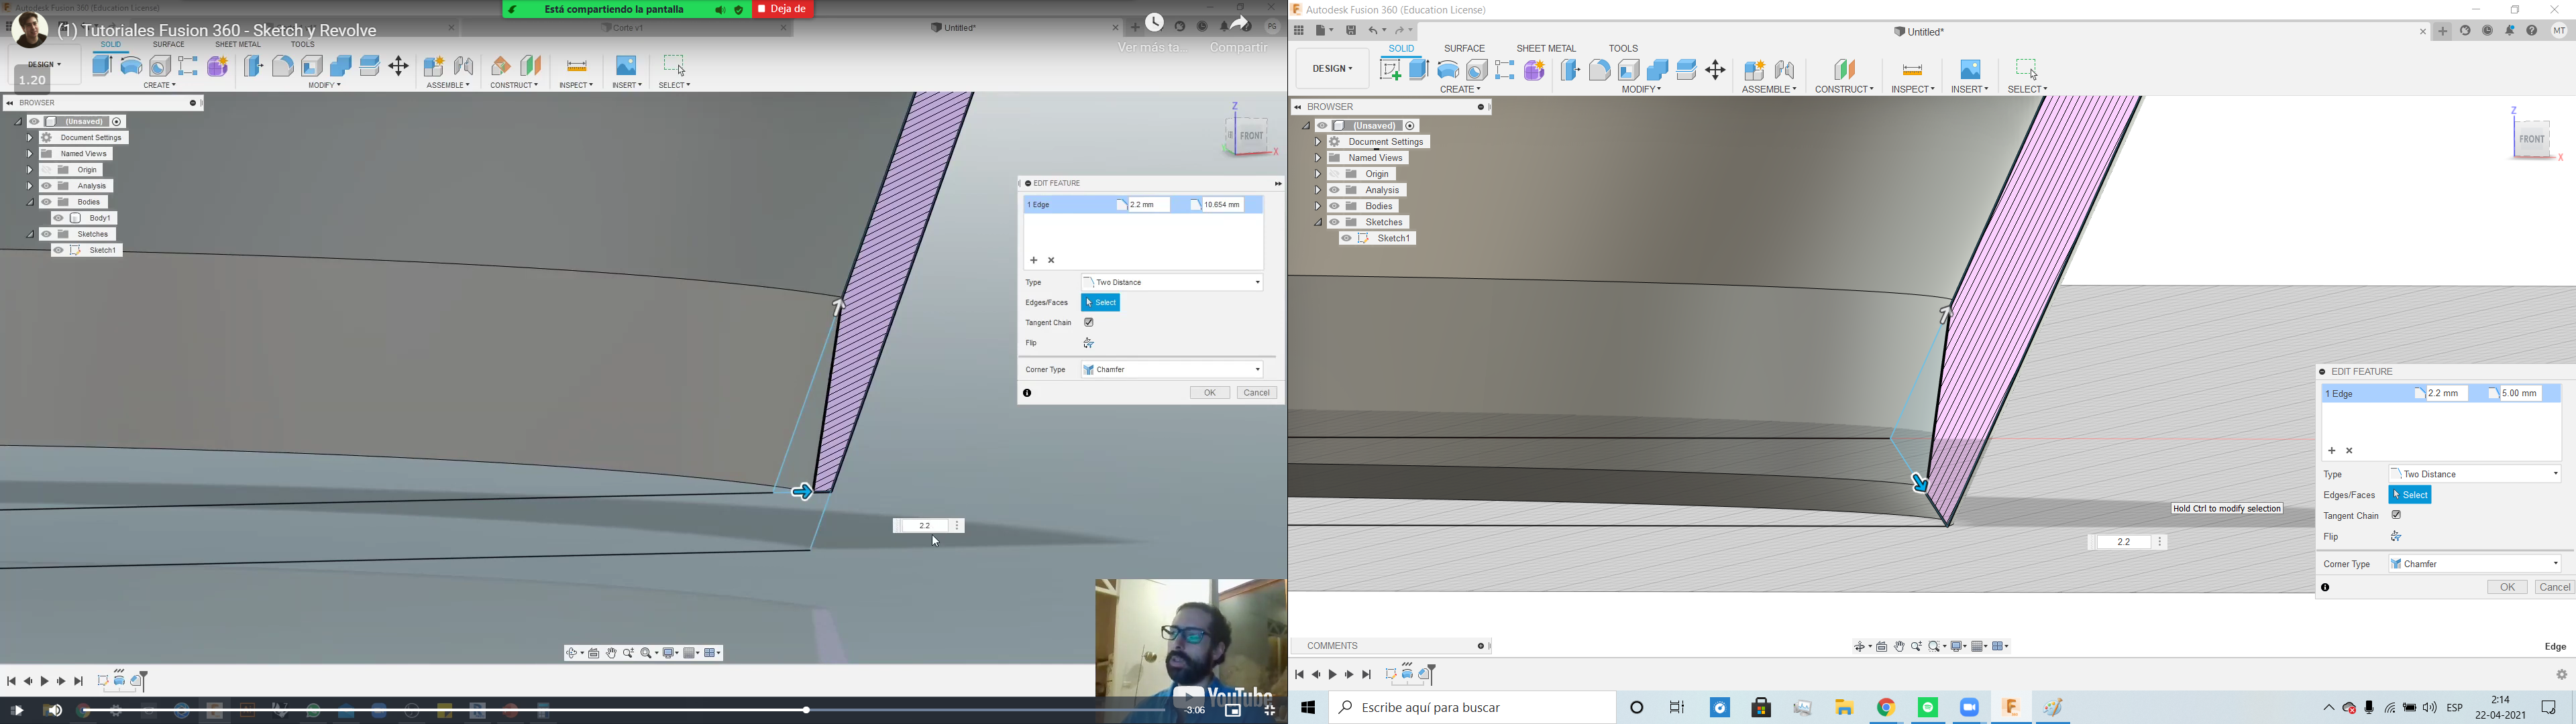 Autodesk Fusion 360 (Education License)
Está compartiendo la pantalla
Deja de
(1) Tutoriales Fusion 360 - Sketch y Revolve
Corte v1
Untitled*
PG
Ver más ta...
Compartir
SOLID
SURFACE
SHEET METAL
TOOLS
DESIGN
1.20
CREATE
MODIFY
ASSEMBLE
CONSTRUCT
INSPECT
INSERT
SELECT
BROWSER
(Unsaved)
Document Settings
Named Views
Origin
Analysis
Bodies
Body1
Sketches
Sketch1
Z
FRONT
X
EDIT FEATURE
1 Edge
2.2 mm
10.654 mm
Type
Two Distance
Edges/Faces
Select
Tangent Chain
Flip
Corner Type
Chamfer
OK
Cancel
2.2
YouTube
-3:06
Autodesk Fusion 360 (Education License)
Untitled*
MT
SOLID
SURFACE
SHEET METAL
TOOLS
DESIGN
CREATE
MODIFY
ASSEMBLE
CONSTRUCT
INSPECT
INSERT
SELECT
BROWSER
(Unsaved)
Document Settings
Named Views
Origin
Analysis
Bodies
Sketches
Sketch1
Z
FRONT
X
EDIT FEATURE
1 Edge
2.2 mm
5.00 mm
Type
Two Distance
Edges/Faces
Select
Tangent Chain
Flip
Corner Type
Chamfer
OK
Cancel
Hold Ctrl to modify selection
2.2
COMMENTS
Edge
Escribe aquí para buscar
ESP
2:14
22-04-2021